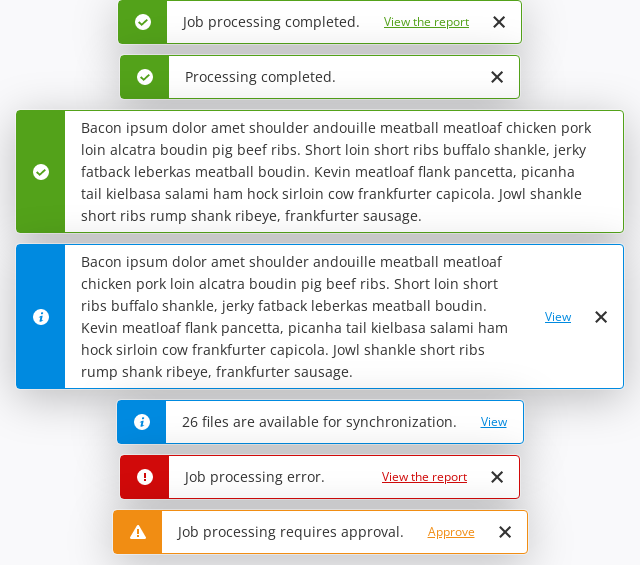 Job processing completed. View the report
Processing completed.
Bacon ipsum dolor amet shoulder andouille meatball meatloaf chicken pork
loin alcatra boudin pig beef ribs. Short loin short ribs buffalo shankle, jerky
fatback leberkas meatball boudin. Kevin meatloaf flank pancetta, picanha
tail kielbasa salami ham hock sirloin cow frankfurter capicola. Jowl shankle
short ribs rump shank ribeye, frankfurter sausage.
Bacon ipsum dolor amet shoulder andouille meatball meatloaf
chicken pork loin alcatra boudin pig beef ribs. Short loin short
ribs buffalo shankle, jerky fatback leberkas meatball boudin.
Kevin meatloaf flank pancetta, picanha tail kielbasa salami ham
hock sirloin cow frankfurter capicola. Jowl shankle short ribs
rump shank ribeye, frankfurter sausage.
View
26 files are available for synchronization. View
Job processing error. View the report
Job processing requires approval. Approve